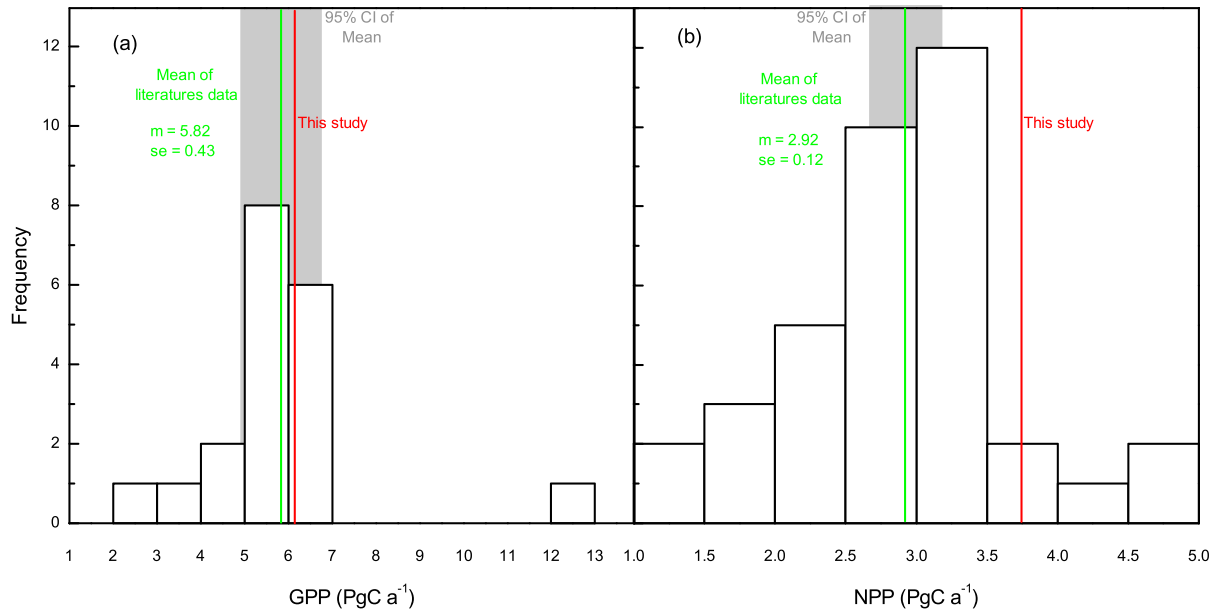 (a)
95% CI of
Mean
Mean of
literatures data
m = 5.82
se = 0.43
This study
Frequency
12
10
8
6
4
2
0
1 2 3 4 5 6 7 8 9 10 11 12 13
GPP (PgC a⁻¹)
(b)
95% CI of
Mean
Mean of
literatures data
m = 2.92
se = 0.12
This study
1.0 1.5 2.0 2.5 3.0 3.5 4.0 4.5 5.0
NPP (PgC a⁻¹)